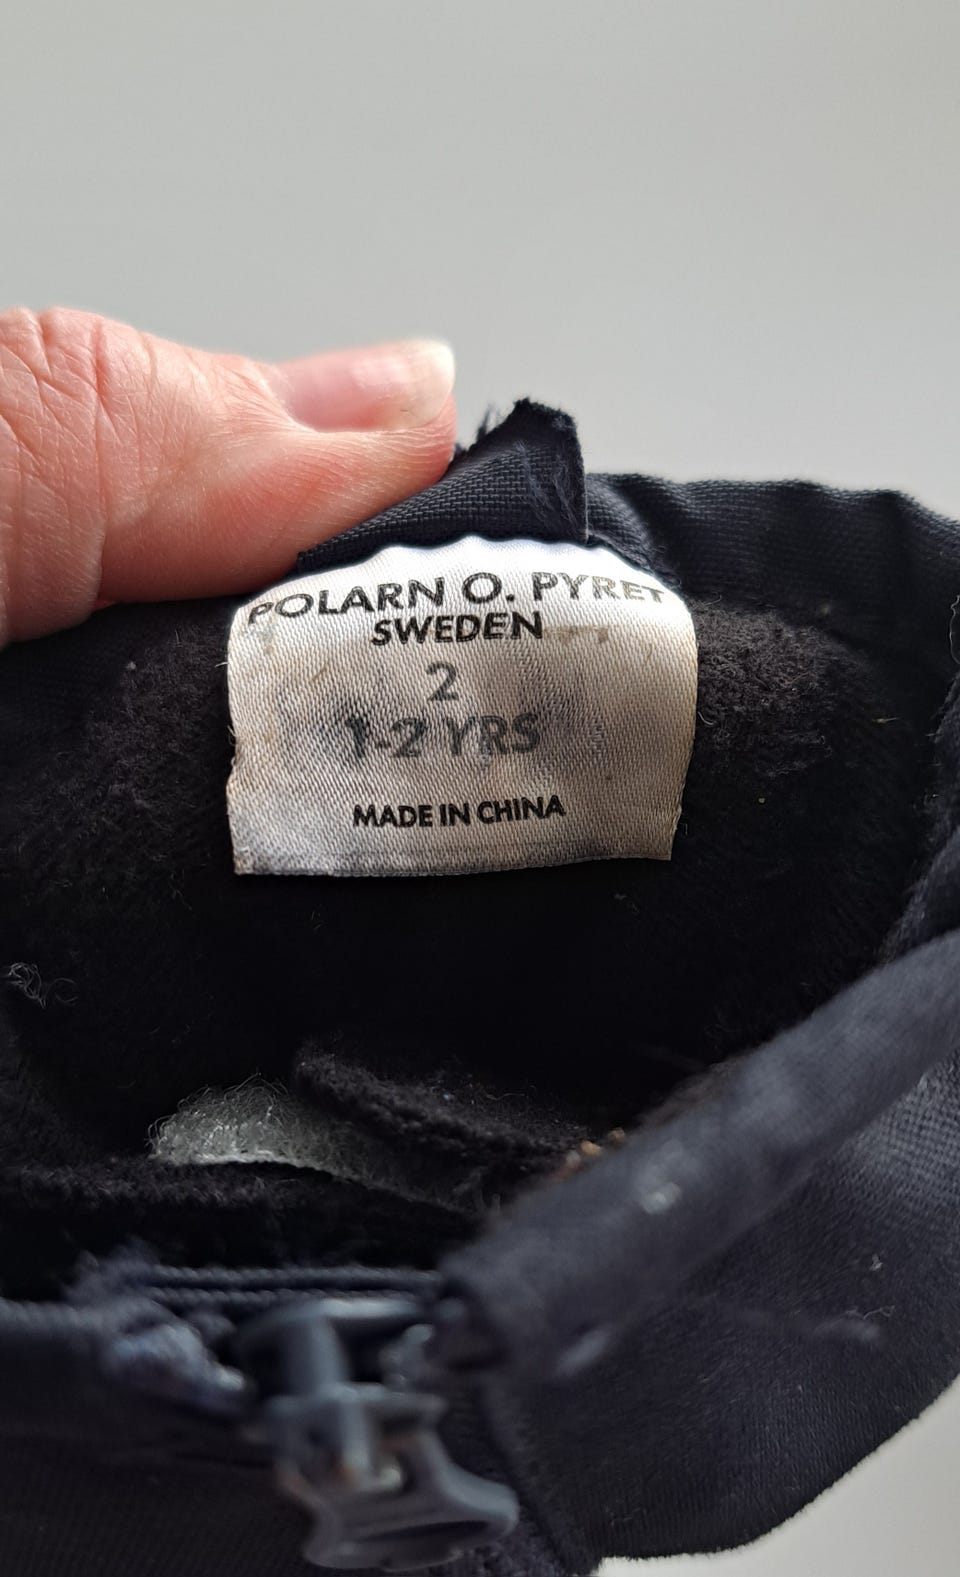 POLARN O. PYRET
SWEDEN
2
1-2 YRS
MADE IN CHINA